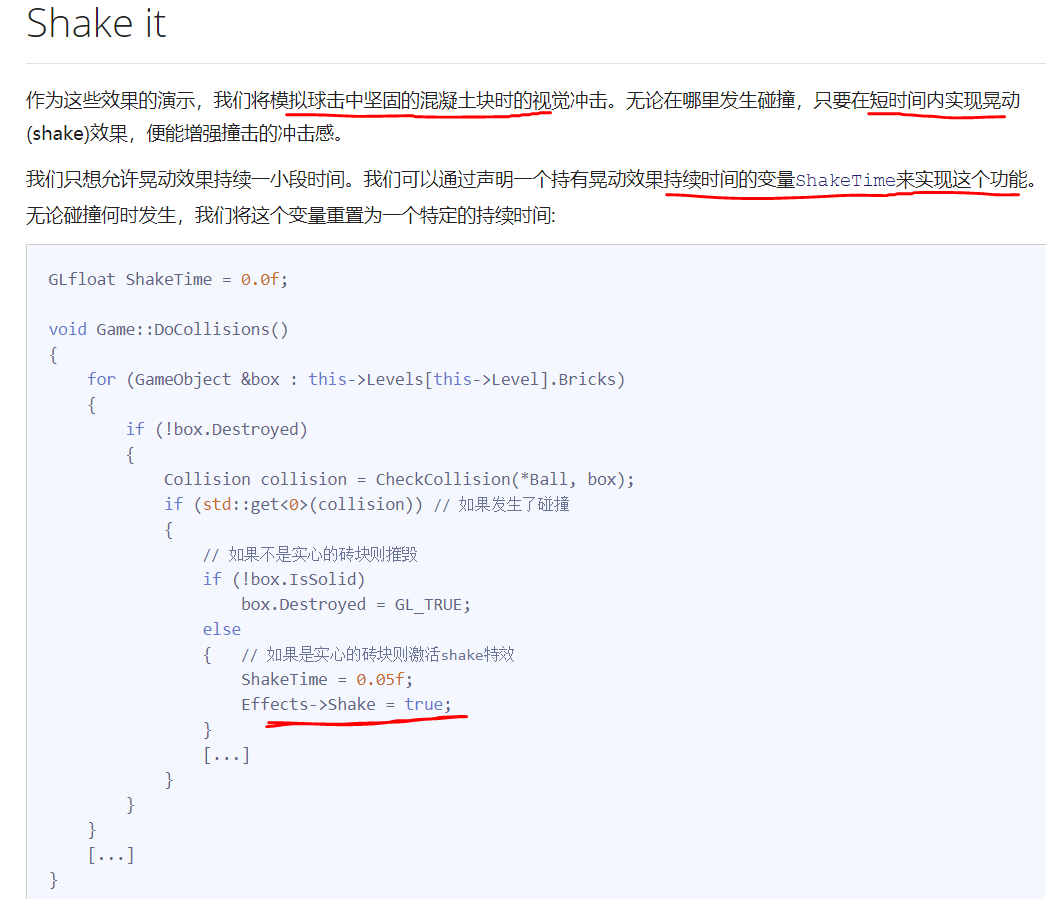 Shake it
作为这些效果的演示，我们将模拟球击中坚固的混凝土块时的视觉冲击。无论在哪里发生碰撞，只要在短时间内实现晃动
(shake)效果，便能增强撞击的冲击感。
我们只想允许晃动效果持续一小段时间。我们可以通过声明一个持有晃动效果持续时间的变量ShakeTime来实现这个功能。
无论碰撞何时发生，我们将这个变量重置为一个特定的持续时间:
GLfloat ShakeTime = 0.0f;
void Game::DoCollisions()
{
for (GameObject &box : this->Levels[this->Level].Bricks)
{
if (!box.Destroyed)
{
Collision collision = CheckCollision(*Ball, box);
if (std::get<0>(collision)) // 如果发生了碰撞
{
// 如果不是实心的砖块则摧毁
if (!box.IsSolid)
box.Destroyed = GL_TRUE;
else
{ // 如果是实心的砖块则激活shake特效
ShakeTime = 0.05f;
Effects->Shake = true;
}
[...]
}
}
}
[...]
}